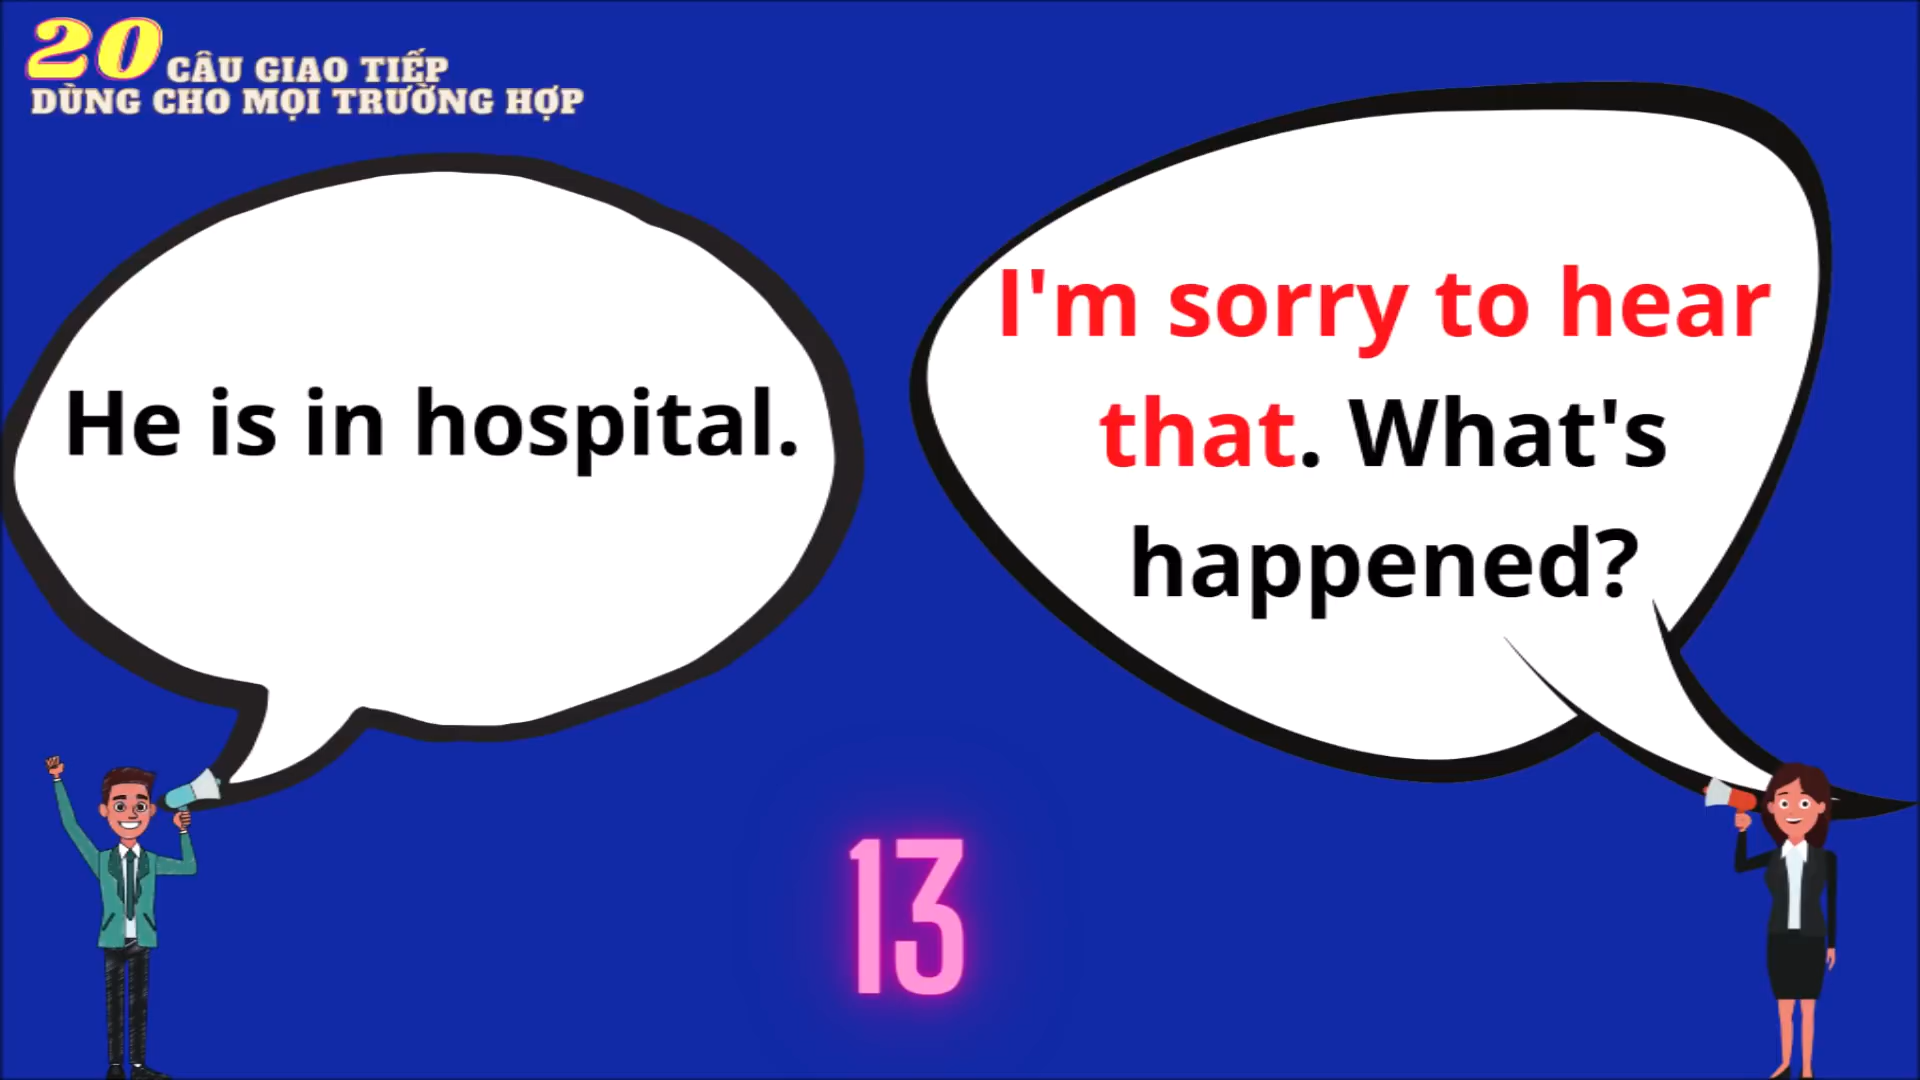 20 CÂU GIAO TIẾP
DÙNG CHO MỌI TRƯỜNG HỢP
He is in hospital.
I'm sorry to hear
that. What's
happened?
13